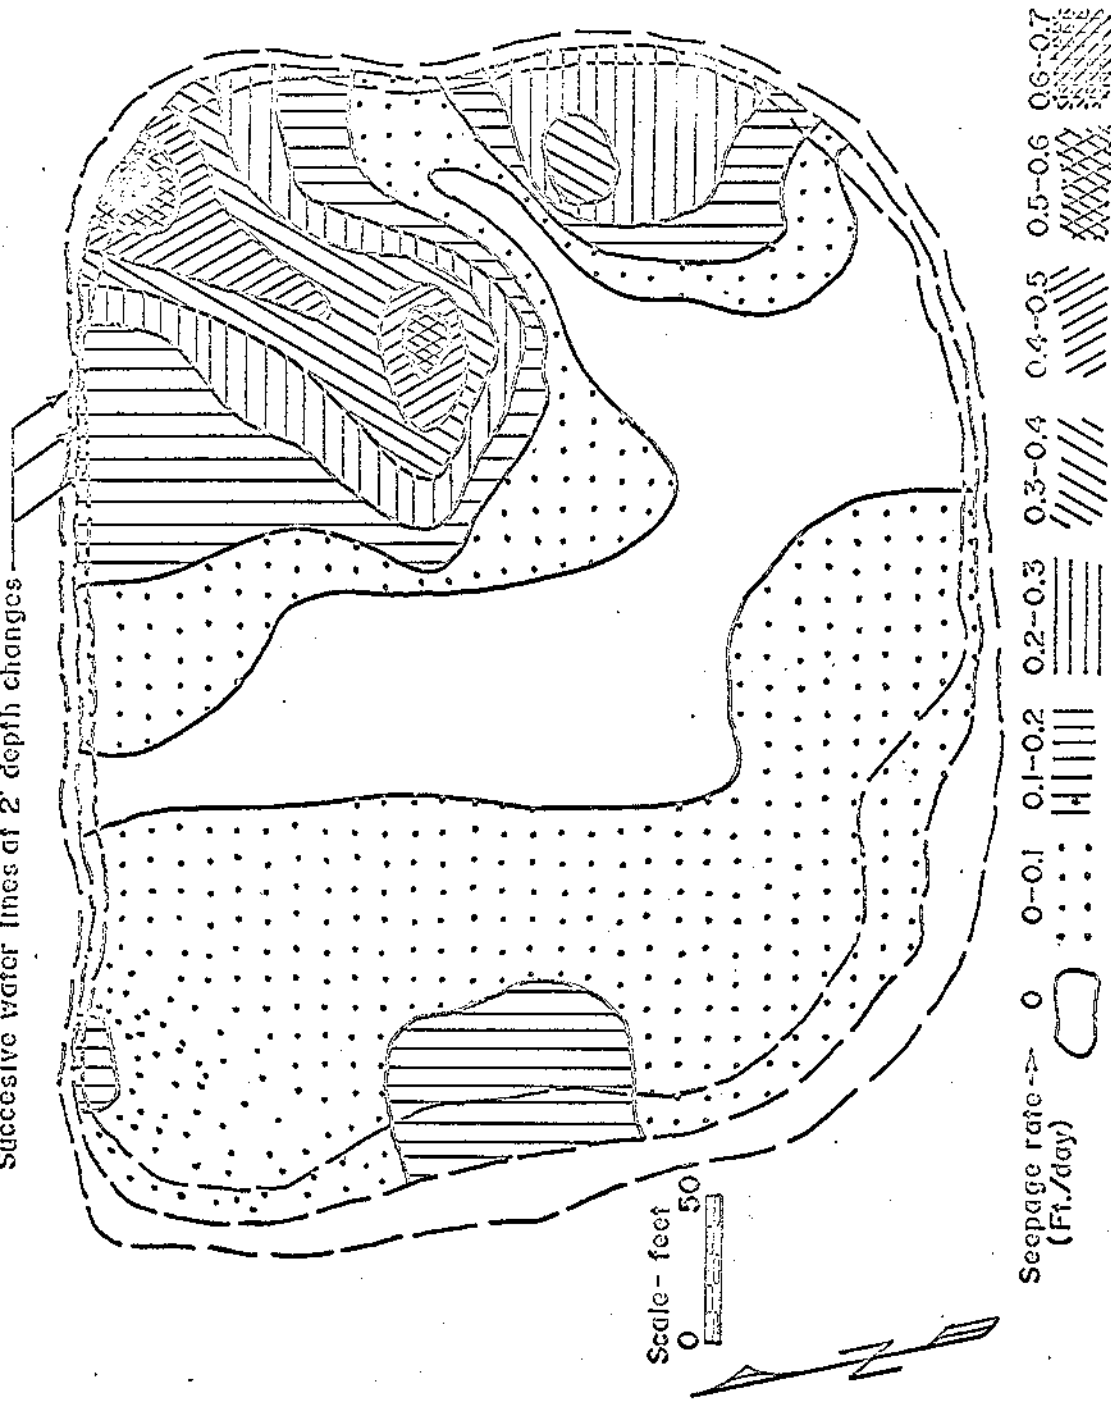 Succesive water lines at 2' depth changes
Scale - feet
0 50
Seepage rate→ 0 0-0.1 0.1-0.2 0.2-0.3 0.3-0.4 0.4-0.5 0.5-0.6 0.6-0.7
(Ft./day)
N